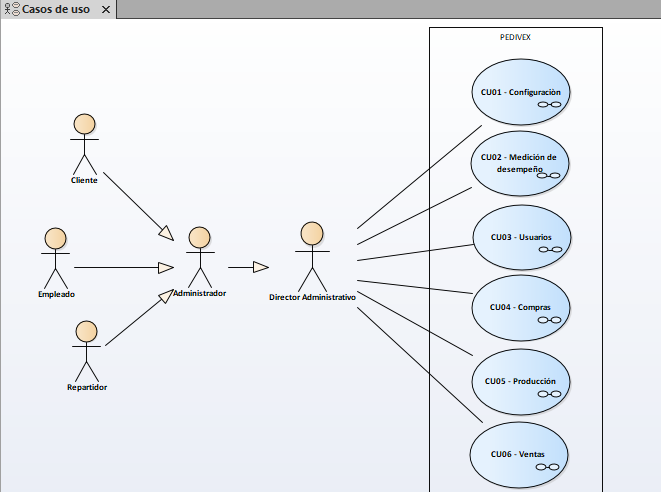 Casos de uso
PEDIVEX
CU01 - Configuraciòn
CU02 - Medición de
desempeño
Cliente
CU03 - Usuarios
Empleado
Administrador
Director Administrativo
CU04 - Compras
Repartidor
CU05 - Producción
CU06 - Ventas